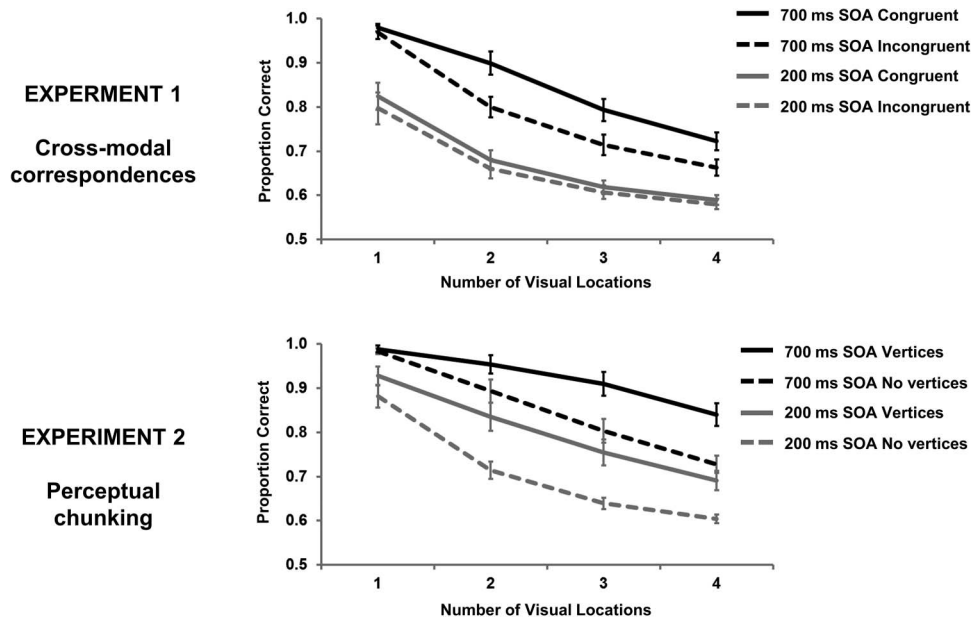 EXPERMENT 1
Cross-modal
correspondences
Proportion Correct
1.0
0.9
0.8
0.7
0.6
0.5
1 2 3 4
Number of Visual Locations
700 ms SOA Congruent
700 ms SOA Incongruent
200 ms SOA Congruent
200 ms SOA Incongruent
EXPERIMENT 2
Perceptual
chunking
Proportion Correct
1.0
0.9
0.8
0.7
0.6
0.5
1 2 3 4
Number of Visual Locations
700 ms SOA Vertices
700 ms SOA No vertices
200 ms SOA Vertices
200 ms SOA No vertices